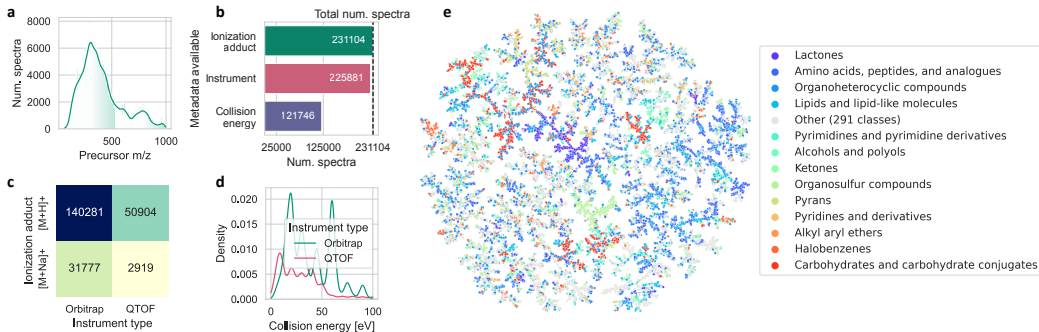 a
8000
6000
4000
2000
0
Num. spectra
500
1000
Precursor m/z
b
Total num. spectra
Metadata available
Ionization
adduct
231104
Instrument
225881
Collision
energy
121746
25000
125000
231104
Num. spectra
c
Ionization adduct
[M+H]+
[M+Na]+
140281
50904
31777
2919
Orbitrap
QTOF
Instrument type
d
0.020
0.015
0.010
0.005
0.000
Density
Instrument type
Orbitrap
QTOF
0
50
100
Collision energy [eV]
e
Lactones
Amino acids, peptides, and analogues
Organoheterocyclic compounds
Lipids and lipid-like molecules
Other (291 classes)
Pyrimidines and pyrimidine derivatives
Alcohols and polyols
Ketones
Organosulfur compounds
Pyrans
Pyridines and derivatives
Alkyl aryl ethers
Halobenzenes
Carbohydrates and carbohydrate conjugates